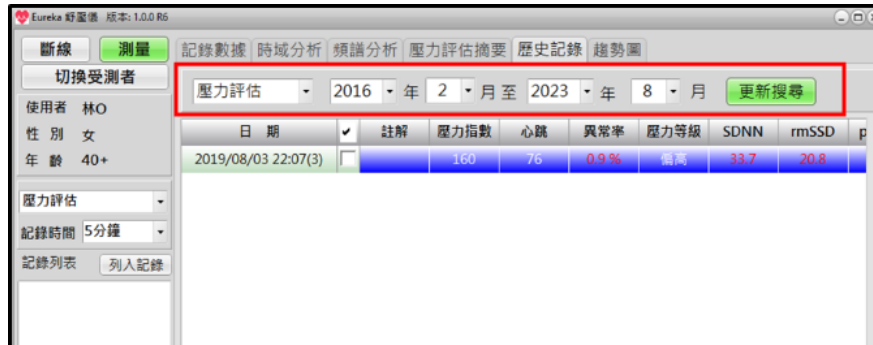 Eureka 紓壓儀 版本: 1.0.0 R6
斷線 測量 記錄數據 時域分析 頻譜分析 壓力評估摘要 歷史記錄 趨勢圖
切換受測者
壓力評估 2016 年 2 月 至 2023 年 8 月 更新搜尋
使用者 林O
性 別 女
年 齡 40+
日 期 ✔ 註解 壓力指數 心跳 異常率 壓力等級 SDNN rmSSD p
2019/08/03 22:07(3) 160 76 0.9 % 偏高 33.7 20.8
壓力評估
記錄時間 5分鐘
記錄列表 列入記錄